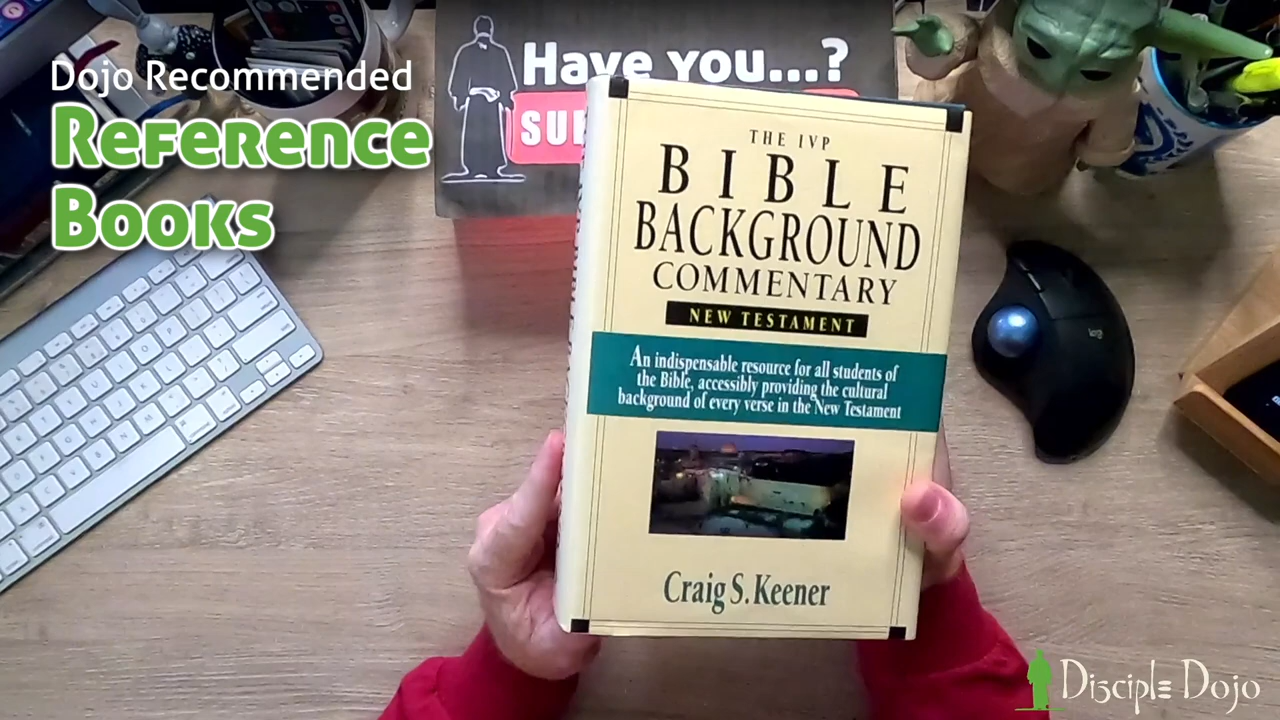 Dojo Recommended
Reference
Books
Have you...?
THE IVP
BIBLE
BACKGROUND
COMMENTARY
NEW TESTAMENT
An indispensable resource for all students of
the Bible, accessibly providing the cultural
background of every verse in the New Testament
Craig S. Keener
Disciple Dojo